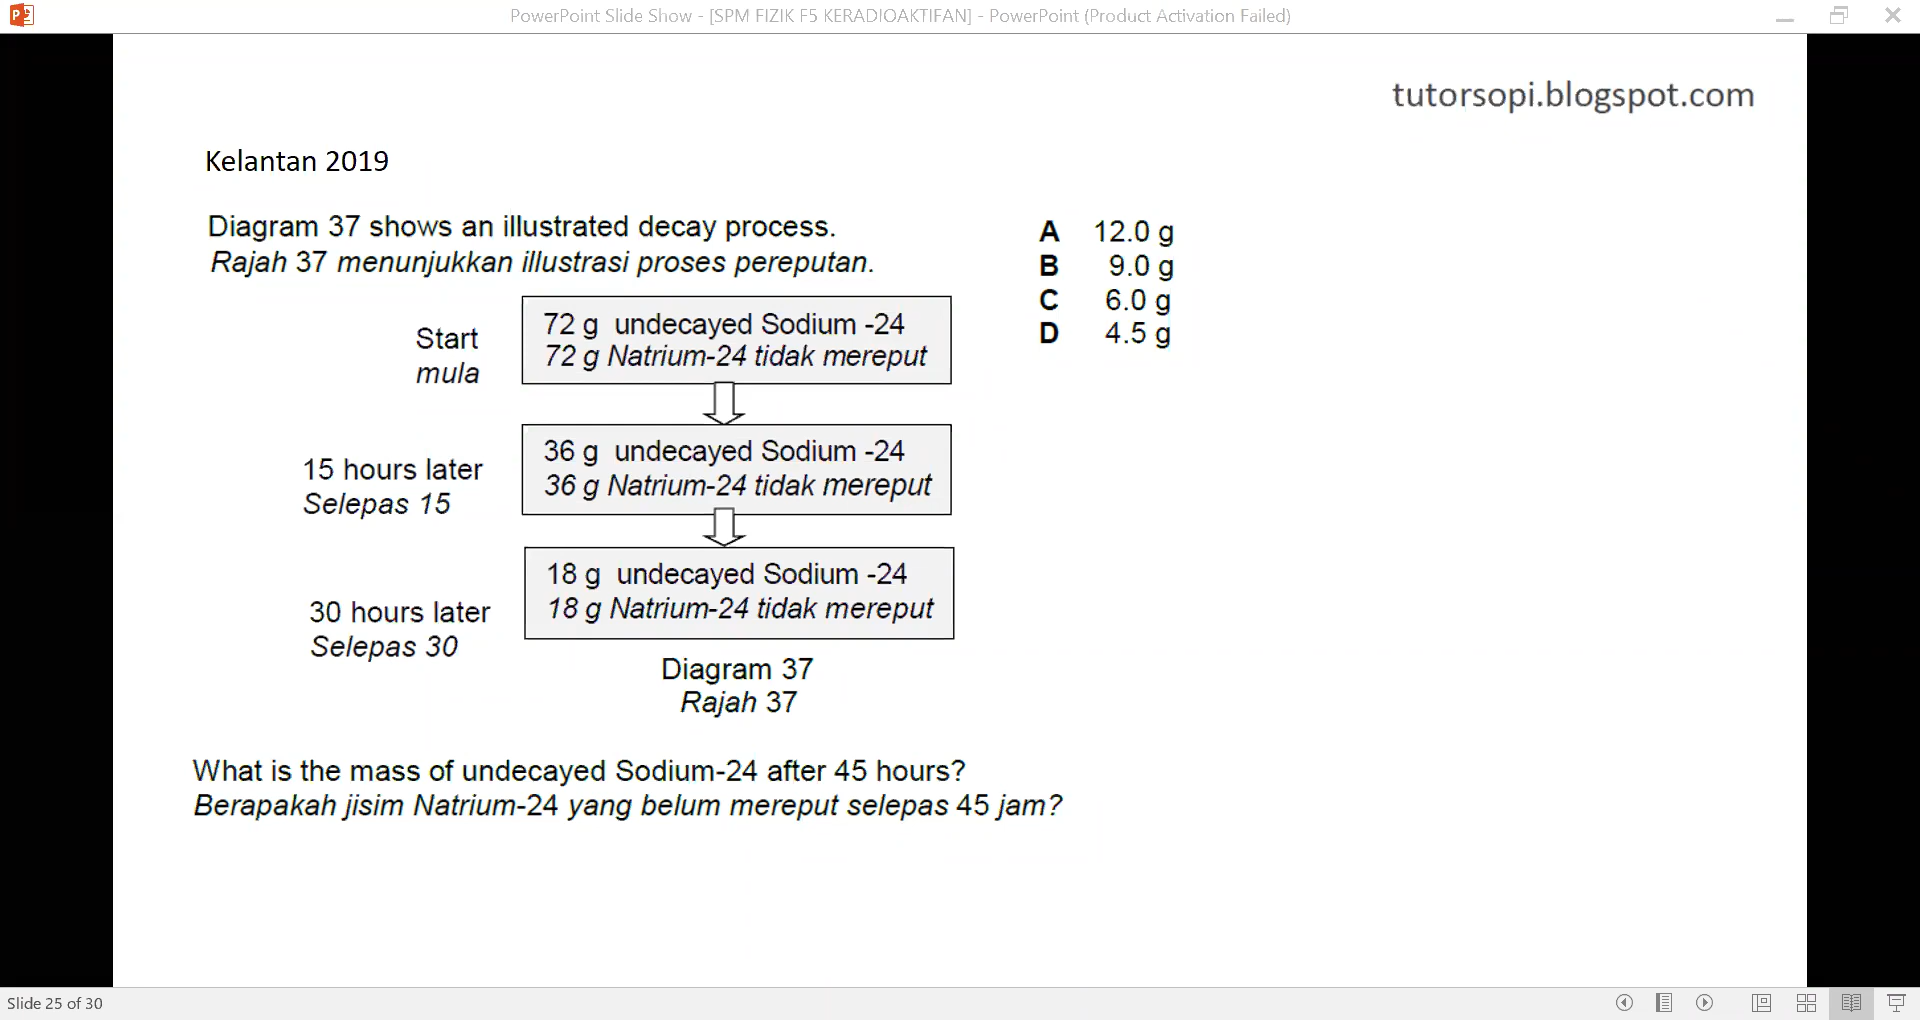 PowerPoint Slide Show - [SPM FIZIK F5 KERADIOAKTIFAN] - PowerPoint (Product Activation Failed)
tutorsopi.blogspot.com
Kelantan 2019
Diagram 37 shows an illustrated decay process.
Rajah 37 menunjukkan illustrasi proses pereputan.
A 12.0 g
B 9.0 g
C 6.0 g
D 4.5 g
Start
mula
72 g undecayed Sodium -24
72 g Natrium-24 tidak mereput
15 hours later
Selepas 15
36 g undecayed Sodium -24
36 g Natrium-24 tidak mereput
30 hours later
Selepas 30
18 g undecayed Sodium -24
18 g Natrium-24 tidak mereput
Diagram 37
Rajah 37
What is the mass of undecayed Sodium-24 after 45 hours?
Berapakah jisim Natrium-24 yang belum mereput selepas 45 jam?
Slide 25 of 30